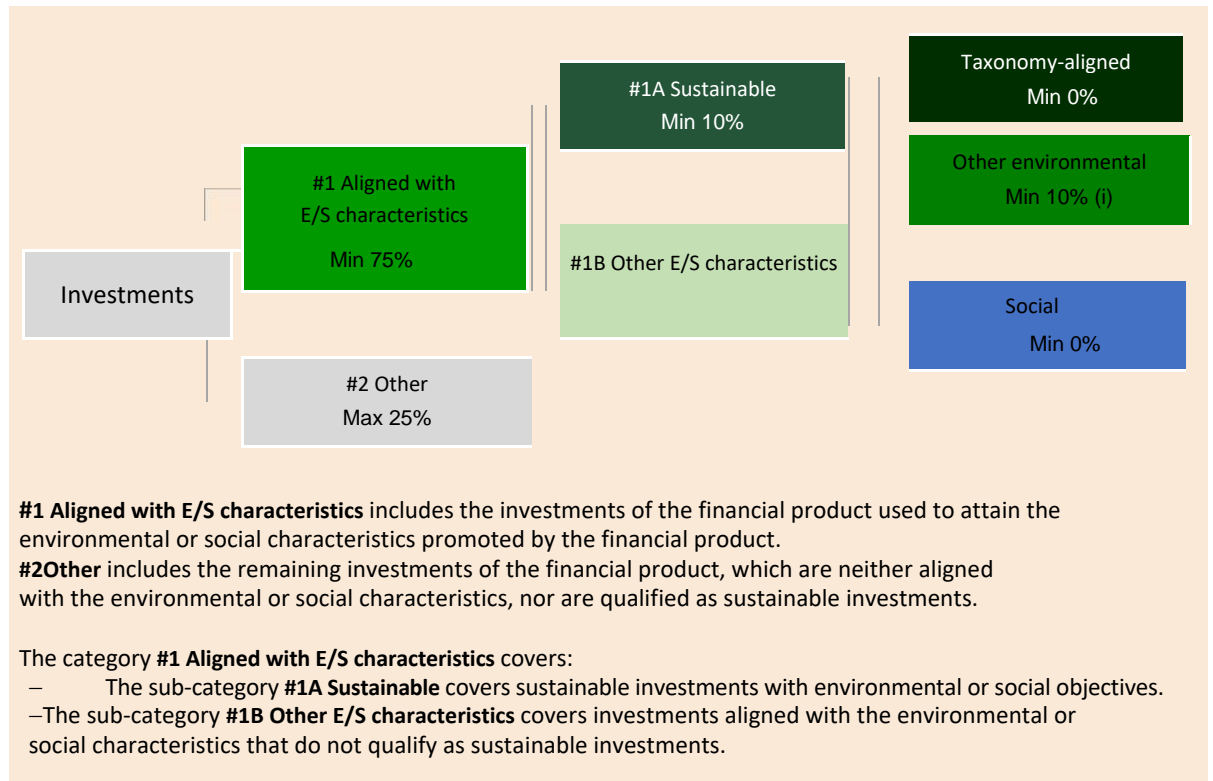 Investments
#1 Aligned with
E/S characteristics
Min 75%
#2 Other
Max 25%
#1A Sustainable
Min 10%
#1B Other E/S characteristics
Taxonomy-aligned
Min 0%
Other environmental
Min 10% (i)
Social
Min 0%
#1 Aligned with E/S characteristics includes the investments of the financial product used to attain the
environmental or social characteristics promoted by the financial product.
#2Other includes the remaining investments of the financial product, which are neither aligned
with the environmental or social characteristics, nor are qualified as sustainable investments.
The category #1 Aligned with E/S characteristics covers:
– The sub-category #1A Sustainable covers sustainable investments with environmental or social objectives.
–The sub-category #1B Other E/S characteristics covers investments aligned with the environmental or
social characteristics that do not qualify as sustainable investments.